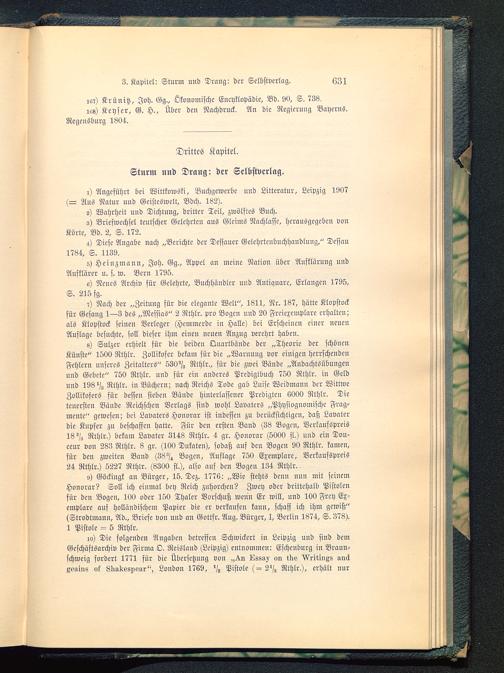 3. Kapitel: Sturm und Drang: der Selbstverlag. 631
167) Krünitz, Joh. Gg., Ökonomische Encyklopädie, Bd. 90, S. 738.
168) Keyser, G. H., Über den Nachdruck. An die Regierung Bayerns.
Regensburg 1804.
Drittes Kapitel.
Sturm und Drang: der Selbstverlag.
1) Angeführt bei Wittkowski, Buchgewerbe und Litteratur, Leipzig 1907
(= Aus Natur und Geisteswelt, Bdch. 182).
2) Wahrheit und Dichtung, dritter Teil, zwölftes Buch.
3) Briefwechsel teutscher Gelehrten aus Gleims Nachlasse, herausgegeben von
Körte, Bd. 2, S. 172.
4) Diese Angabe nach „Berichte der Dessauer Gelehrtenbuchhandlung,“ Dessau
1784, S. 1139.
5) Heinzmann, Joh. Gg., Appel an meine Nation über Aufklärung und
Aufklärer u. s. w. Bern 1795.
6) Neues Archiv für Gelehrte, Buchhändler und Antiquare, Erlangen 1795,
S. 215 fg.
7) Nach der „Zeitung für die elegante Welt“, 1811, Nr. 187, hätte Klopstock
für Gesang 1—3 des „Messias“ 2 Rthlr. pro Bogen und 20 Freiexemplare erhalten;
als Klopstock seinen Verleger (Hemmerde in Halle) bei Erscheinen einer neuen
Auflage besuchte, soll dieser ihm einen neuen Anzug verehrt haben.
8) Sulzer erhielt für die beiden Quartbände der „Theorie der schönen
Künste“ 1500 Rthlr. Zollikofer bekam für die „Warnung vor einigen herrschenden
Fehlern unseres Zeitalters“ 530 2/3 Rthlr., für die zwei Bände „Andachtsübungen
und Gebete“ 750 Rthlr. und für ein anderes Predigtbuch 750 Rthlr. in Geld
und 198 1/3 Rthlr. in Büchern; nach Reichs Tode gab Luise Weidmann der Wittwe
Zollikofers für dessen sieben Bände hinterlassener Predigten 6000 Rthlr. Die
teuersten Bände Reichschen Verlags sind wohl Lavaters „Physiognomische Frag-
mente“ gewesen; bei Lavaters Honorar ist indessen zu berücksichtigen, daß Lavater
die Kupfer zu beschaffen hatte. Für den ersten Band (38 Bogen, Verkaufspreis
Rthlr.) bekam Lavater 3148 Rthlr. 4 gr. Honorar (5000 fl.) und ein Dou-
ceur von 283 Rthlr. 8 gr. (100 Dukaten), sodaß auf den Bogen 90 Rthlr. kamen,
für den zweiten Band Bogen, Auflage 750 Exemplare, Verkaufspreis
24 Rthlr.) 5227 Rthlr. (8300 fl.), also auf den Bogen 134 Rthlr.
9) Göckingk an Bürger, 15. Dez. 1776: „Wie stehts denn nun mit seinem
Honorar? Soll ich einmal bey Reich zuhorchen? Zwey oder drittehalb Pistolen
für den Bogen, 100 oder 150 Thaler Vorschuß wenn Er will, und 100 Frey Ex-
emplare auf holländischem Papier die er verkaufen kann, schaff ich ihm gewiß“
(Strodtmann, Ad., Briefe von und an Gottfr. Aug. Bürger, I, Berlin 1874, S. 378).
1 Pistole = 5 Rthlr.
10) Die folgenden Angaben betreffen Schwickert in Leipzig und sind dem
Geschäftsarchiv der Firma O. Reisland (Leipzig) entnommen: Eschenburg in Braun-
schweig fordert 1771 für die Übersetzung von „An Essay on the Writings and
geains of Shakespear“, London 1769, 1/2 Pistole (= 2 1/2 Rthlr.), erhält nur